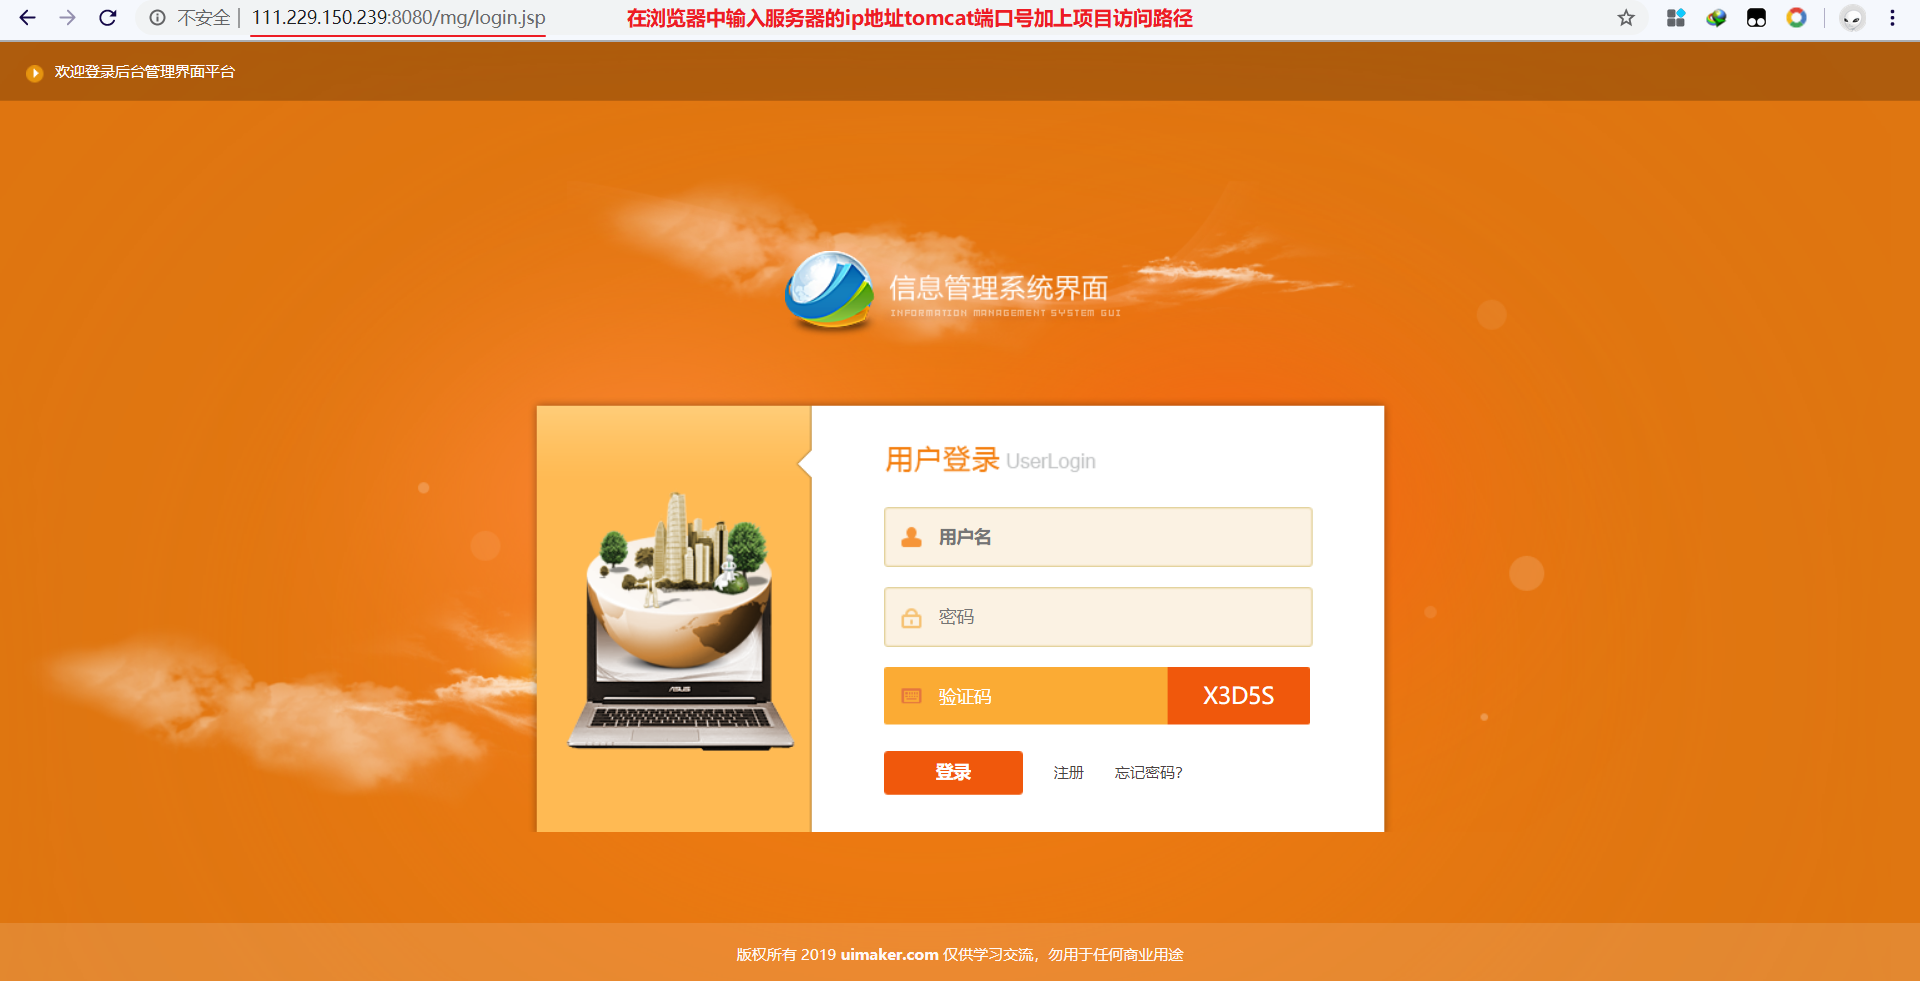 不安全 | 111.229.150.239:8080/mg/login.jsp
在浏览器中输入服务器的ip地址tomcat端口号加上项目访问路径
欢迎登录后台管理界面平台
信息管理系统界面
INFORMATION MANAGEMENT SYSTEM GUI
用户登录 UserLogin
用户名
密码
验证码 X3D5S
登录 注册 忘记密码?
ASUS
版权所有 2019 uimaker.com 仅供学习交流，勿用于任何商业用途